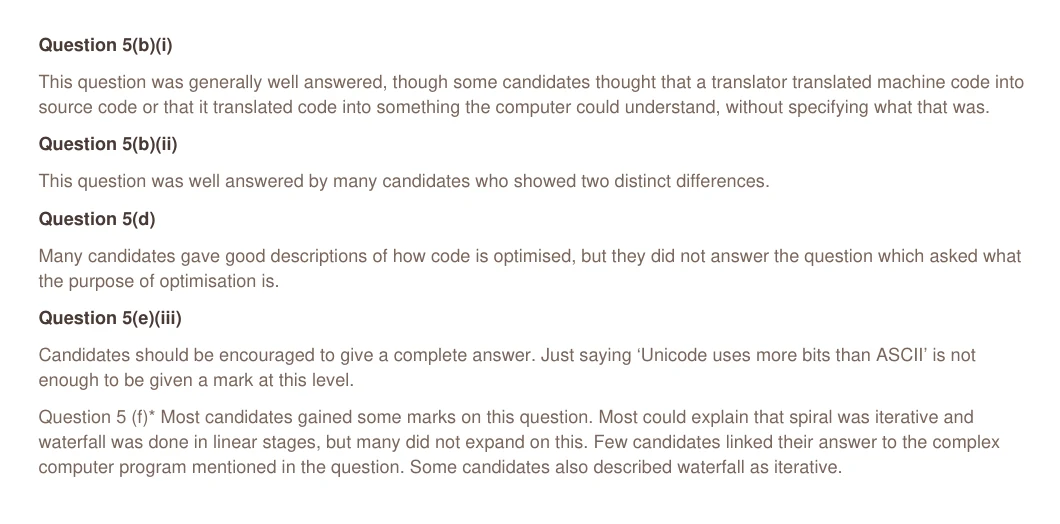 Question 5(b)(i)
This question was generally well answered, though some candidates thought that a translator translated machine code into
source code or that it translated code into something the computer could understand, without specifying what that was.
Question 5(b)(ii)
This question was well answered by many candidates who showed two distinct differences.
Question 5(d)
Many candidates gave good descriptions of how code is optimised, but they did not answer the question which asked what
the purpose of optimisation is.
Question 5(e)(iii)
Candidates should be encouraged to give a complete answer. Just saying ‘Unicode uses more bits than ASCII’ is not
enough to be given a mark at this level.
Question 5 (f)* Most candidates gained some marks on this question. Most could explain that spiral was iterative and
waterfall was done in linear stages, but many did not expand on this. Few candidates linked their answer to the complex
computer program mentioned in the question. Some candidates also described waterfall as iterative.